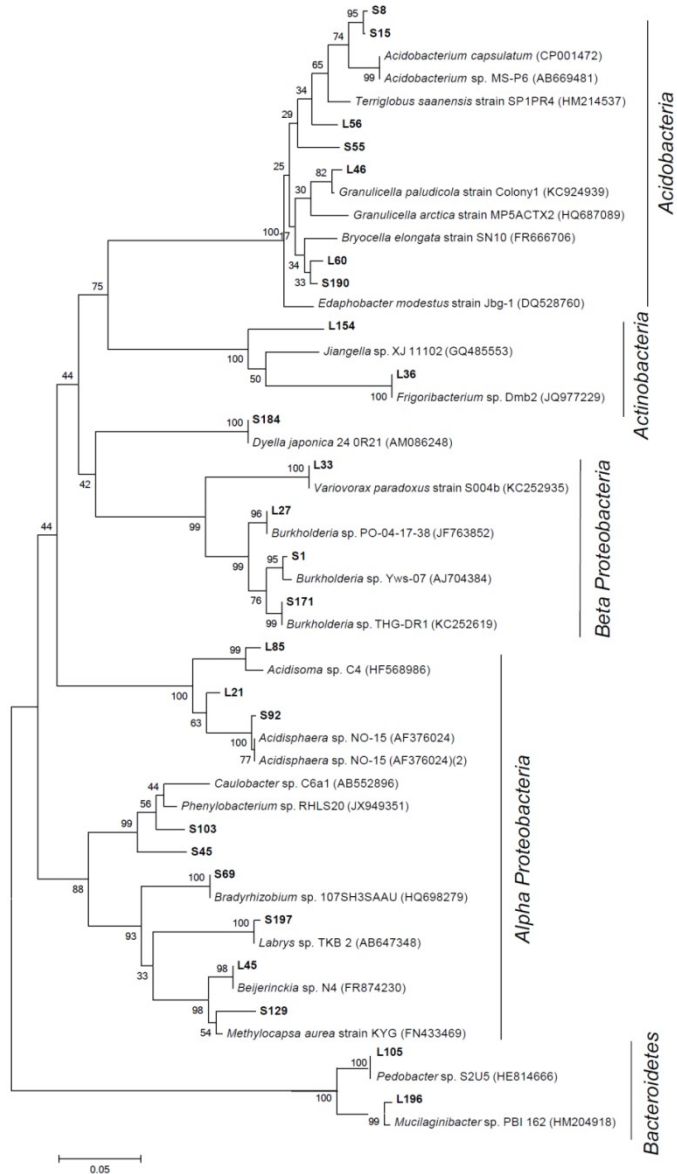 S8
95
S15
74
Acidobacterium capsulatum (CP001472)
65
99
Acidobacterium sp. MS-P6 (AB669481)
34
Terriglobus saanensis strain SP1PR4 (HM214537)
29
L56
S55
25
L46
82
30
Granulicella paludicola strain Colony1 (KC924939)
Granulicella arctica strain MP5ACTX2 (HQ687089)
100
17
Bryocella elongata strain SN10 (FR666706)
34
L60
33
S190
75
Edaphobacter modestus strain Jbg-1 (DQ528760)
Acidobacteria
L154
100
Jiangella sp. XJ 11102 (GQ485553)
44
50
L36
100
Frigoribacterium sp. Dmb2 (JQ977229)
Actinobacteria
S184
100
Dyella japonica 24 0R21 (AM086248)
42
L33
100
Variovorax paradoxus strain S004b (KC252935)
44
99
L27
96
Burkholderia sp. PO-04-17-38 (JF763852)
99
S1
95
Burkholderia sp. Yws-07 (AJ704384)
76
S171
99
Burkholderia sp. THG-DR1 (KC252619)
Beta Proteobacteria
L85
99
Acidisoma sp. C4 (HF568986)
100
L21
63
S92
100
Acidisphaera sp. NO-15 (AF376024)
77
Acidisphaera sp. NO-15 (AF376024)(2)
Caulobacter sp. C6a1 (AB552896)
44
56
Phenylobacterium sp. RHLS20 (JX949351)
99
S103
S45
88
S69
100
Bradyrhizobium sp. 107SH3SAAU (HQ698279)
93
S197
100
Labrys sp. TKB 2 (AB647348)
33
L45
98
Beijerinckia sp. N4 (FR874230)
98
S129
54
Methylocapsa aurea strain KYG (FN433469)
Alpha Proteobacteria
L105
100
Pedobacter sp. S2U5 (HE814666)
100
L196
99
Mucilaginibacter sp. PBI 162 (HM204918)
Bacteroidetes
0.05